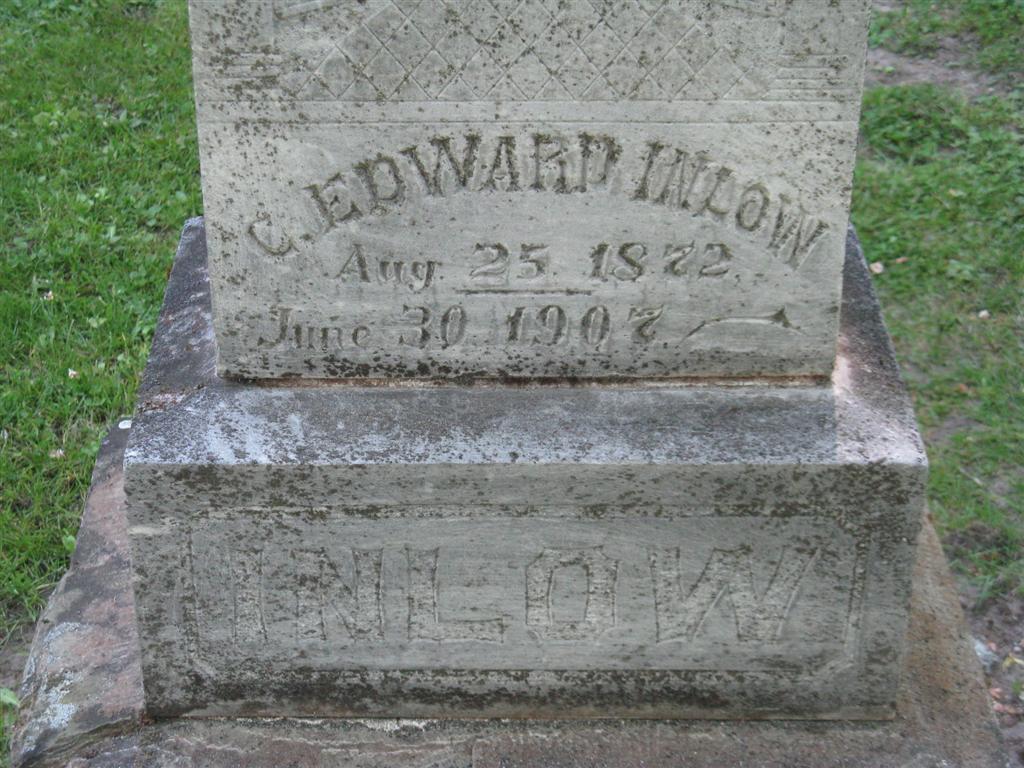 C. EDWARD INLOW
Aug. 25. 1872.
June 30. 1907.
INLOW